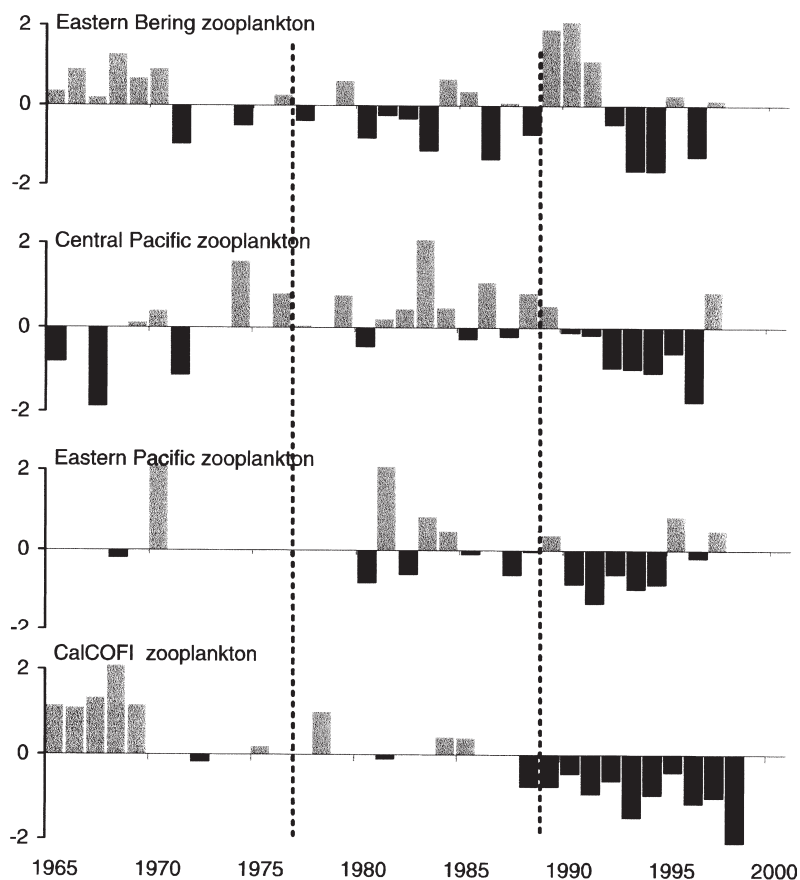 2
Eastern Bering zooplankton
0
-2
2
Central Pacific zooplankton
0
-2
2
Eastern Pacific zooplankton
0
-2
2
CalCOFI zooplankton
0
-2
1965 1970 1975 1980 1985 1990 1995 2000